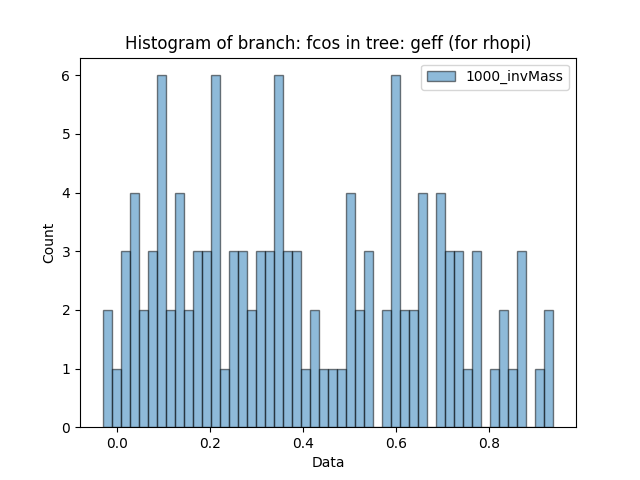 Histogram of branch: fcos in tree: geff (for rhopi)
1000_invMass
6
5
4
3
2
1
0
Count
0.0 0.2 0.4 0.6 0.8
Data